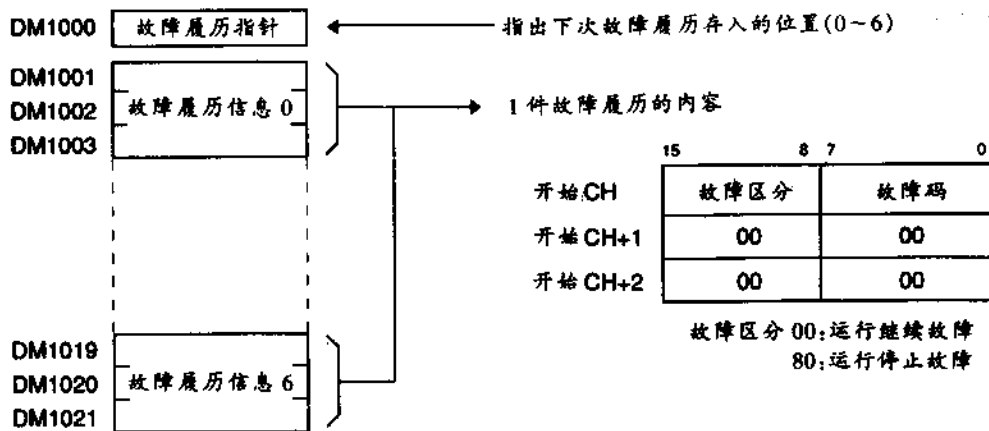 DM1000 故障履历指针 指出下次故障履历存入的位置(0~6)
DM1001
DM1002 故障履历信息0 1件故障履历的内容
DM1003
15 8 7 0
开始CH 故障区分 故障码
开始CH+1 00 00
开始CH+2 00 00
故障区分 00:运行继续故障
80:运行停止故障
DM1019
DM1020 故障履历信息6
DM1021